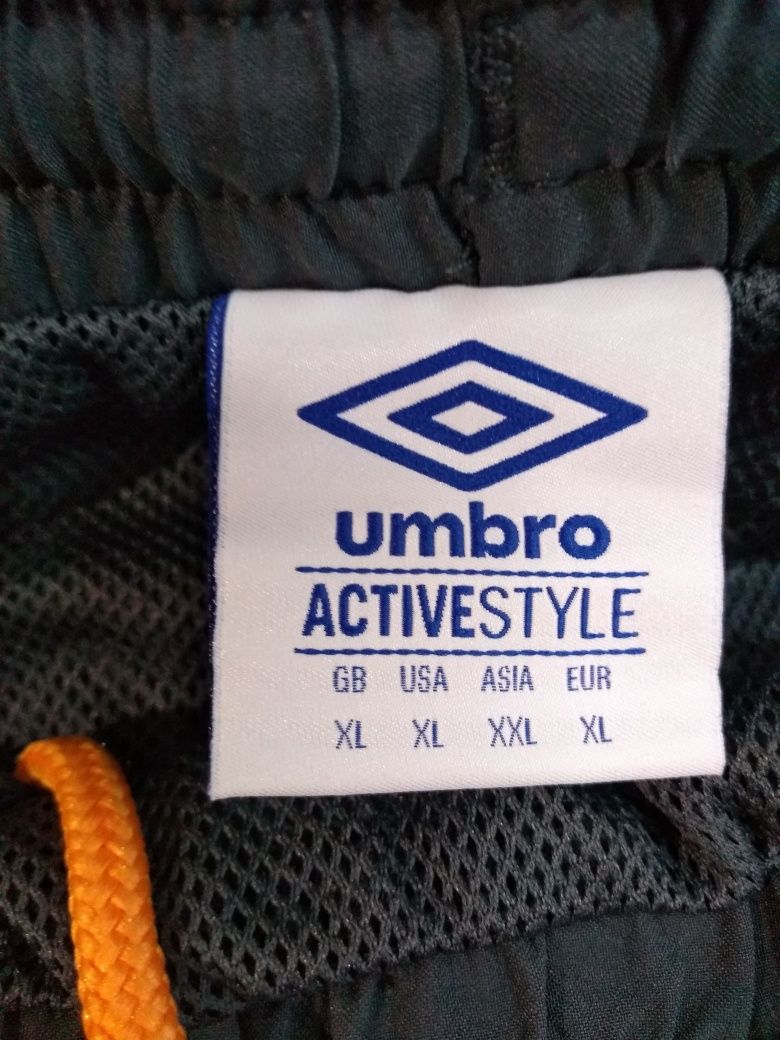 umbro
ACTIVESTYLE
GB USA ASIA EUR
XL XL XXL XL